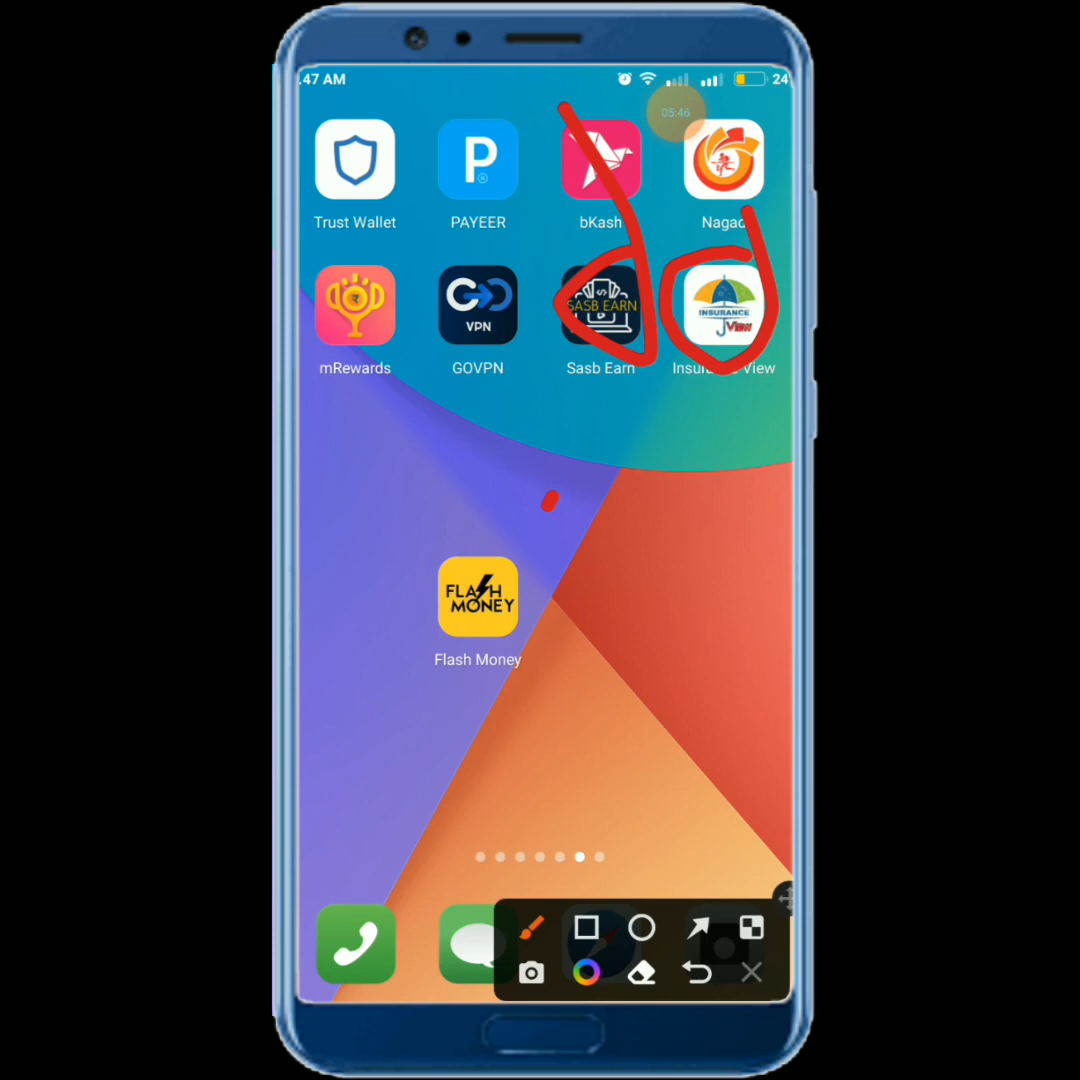 :47 AM 24
05:46
P
Trust Wallet PAYEER bKash Nagad
VPN SASB EARN INSURANCE VIEW
mRewards GOVPN Sasb Earn Insurance View
FLASH MONEY
Flash Money